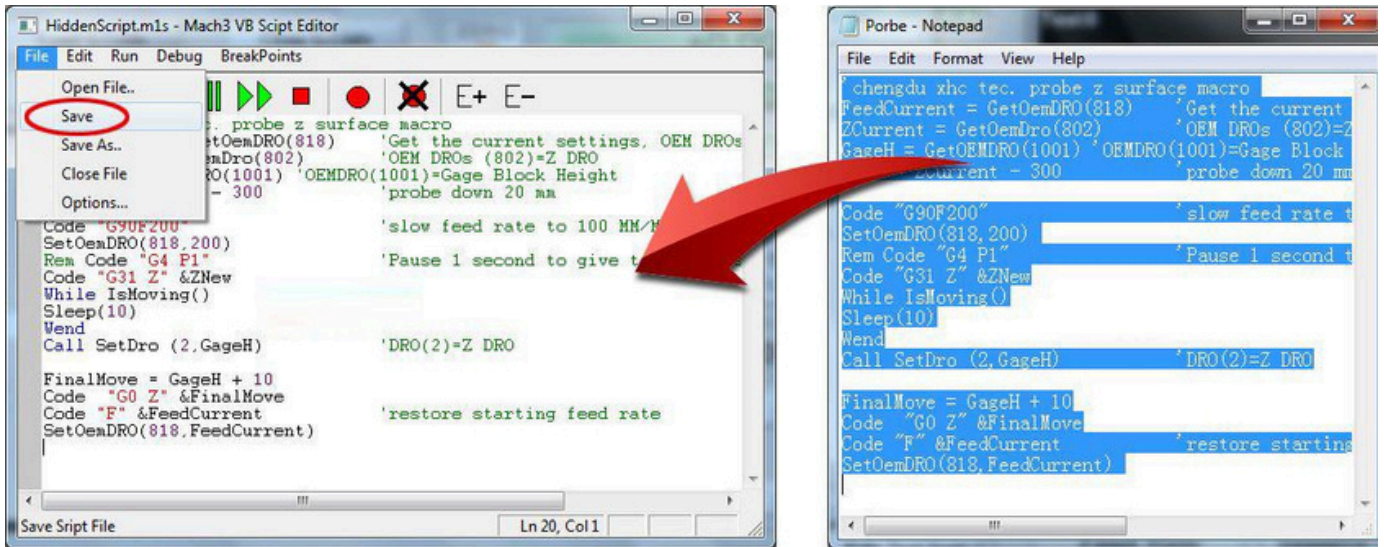 HiddenScript.m1s - Mach3 VB Scipt Editor
File Edit Run Debug BreakPoints
Open File..
Save
Save As..
Close File
Options...
E+ E-
. probe z surface macro
etOemDRO(818) 'Get the current settings, OEM DROs
emDro(802) 'OEM DROs (802)=Z DRO
RO(1001) 'OEMDRO(1001)=Gage Block Height
- 300 'probe down 20 mm
Code "G90F200" 'slow feed rate to 100 MM/M
SetOemDRO(818,200)
Rem Code "G4 P1" 'Pause 1 second to give t
Code "G31 Z" &ZNew
While IsMoving()
Sleep(10)
Wend
Call SetDro (2,GageH) 'DRO(2)=Z DRO
FinalMove = GageH + 10
Code "G0 Z" &FinalMove
Code "F" &FeedCurrent 'restore starting feed rate
SetOemDRO(818,FeedCurrent)
Save Sript File
Ln 20, Col 1
Porbe - Notepad
File Edit Format View Help
' chengdu xhc tec. probe z surface macro
FeedCurrent = GetOemDRO(818) 'Get the current
ZCurrent = GetOemDro(802) 'OEM DROs (802)=Z
GageH = GetOEMDRO(1001) 'OEMDRO(1001)=Gage Block
- 300 'probe down 20 mm
Code "G90F200" 'slow feed rate t
SetOemDRO(818,200)
Rem Code "G4 P1" 'Pause 1 second t
Code "G31 Z" &ZNew
While IsMoving()
Sleep(10)
Wend
Call SetDro (2,GageH) 'DRO(2)=Z DRO
FinalMove = GageH + 10
Code "G0 Z" &FinalMove
Code "F" &FeedCurrent 'restore starting
SetOemDRO(818,FeedCurrent)